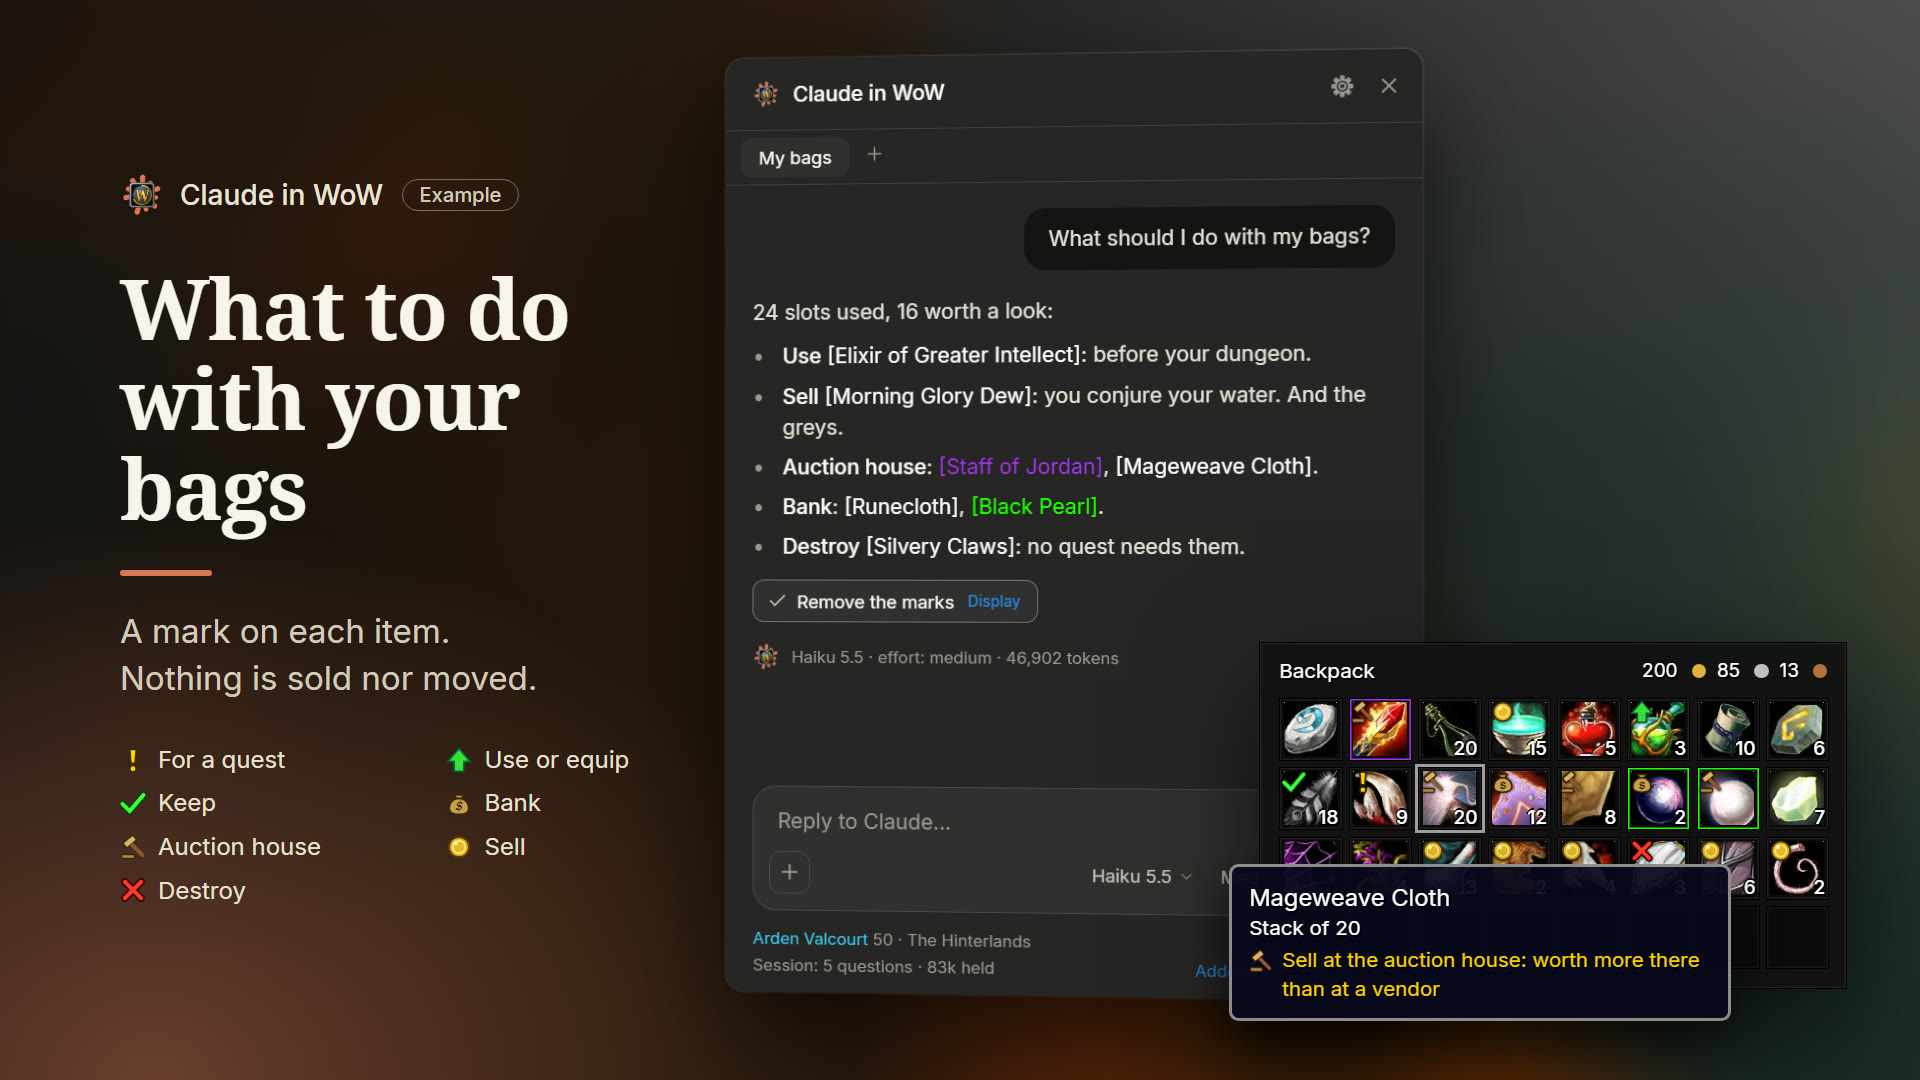 Claude in WoW Example
What to do
with your
bags
A mark on each item.
Nothing is sold nor moved.
For a quest
Use or equip
Keep
Bank
Auction house
Sell
Destroy
Claude in WoW
My bags
What should I do with my bags?
24 slots used, 16 worth a look:
Use [Elixir of Greater Intellect]: before your dungeon.
Sell [Morning Glory Dew]: you conjure your water. And the
greys.
Auction house: [Staff of Jordan], [Mageweave Cloth].
Bank: [Runecloth], [Black Pearl].
Destroy [Silvery Claws]: no quest needs them.
Remove the marks Display
Haiku 5.5 · effort: medium · 46,902 tokens
Reply to Claude...
Haiku 5.5
Arden Valcourt 50 · The Hinterlands
Session: 5 questions · 83k held
Backpack 200 85 13
20 15 5 3 10 6
18 9 20 12 8 2 7
3 2 4 3 6 2
Mageweave Cloth
Stack of 20
Sell at the auction house: worth more there
than at a vendor